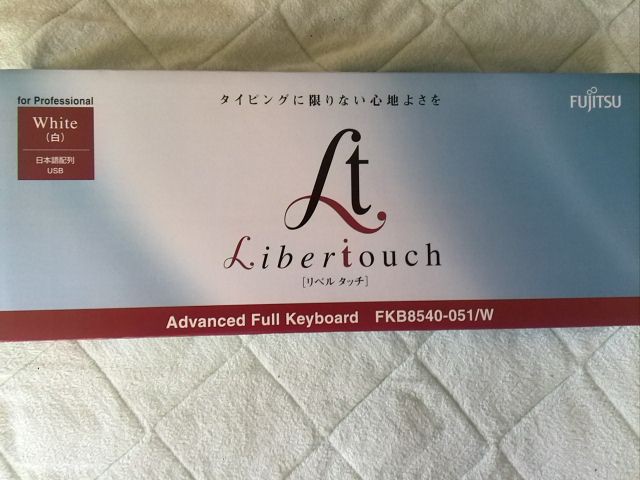 for Professional
White
(白)
日本語配列
USB
タイピングに限りない心地よさを
FUJITSU
Lt.
Libertouch
[リベルタッチ]
Advanced Full Keyboard FKB8540-051/W